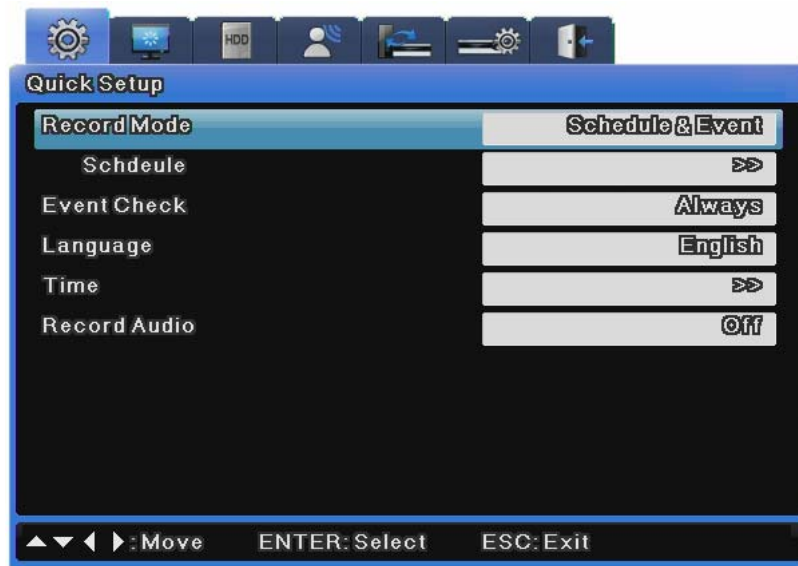 HDD
Quick Setup
Record Mode Schedule & Event
Schdeule >>
Event Check Always
Language English
Time >>
Record Audio Off
:Move ENTER:Select ESC:Exit